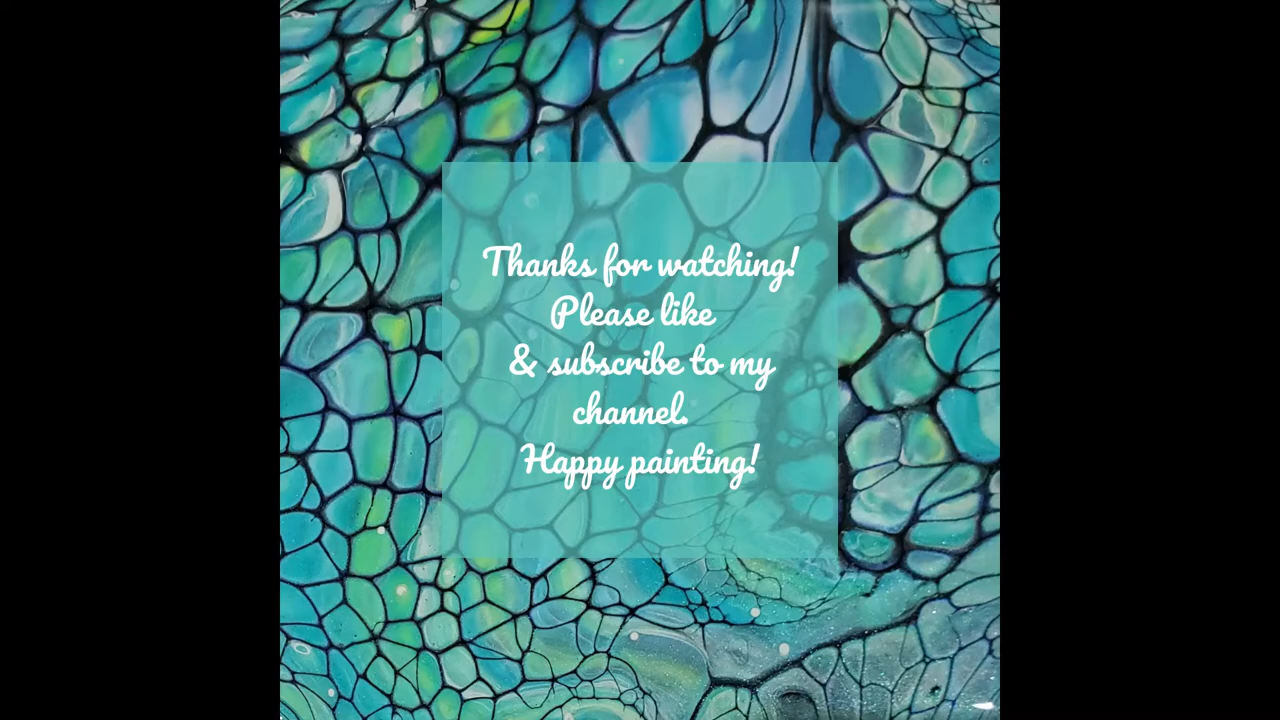 Thanks for watching!
Please like
& subscribe to my
channel.
Happy painting!